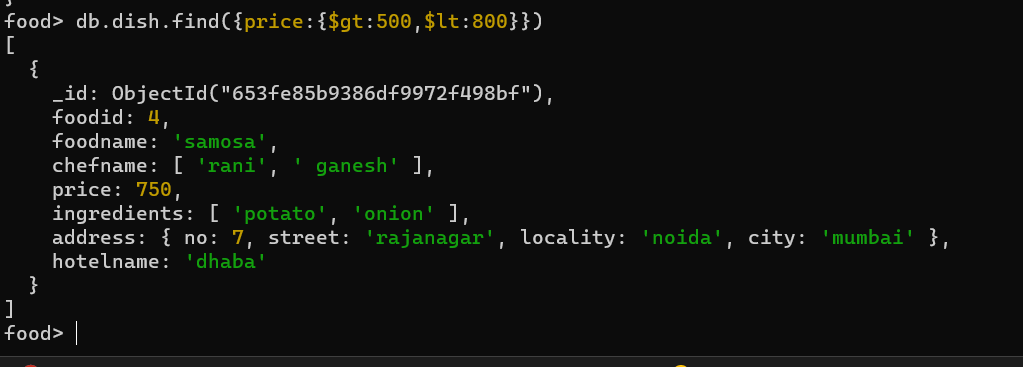 food> db.dish.find({price:{$gt:500,$lt:800}})
[
  {
    _id: ObjectId("653fe85b9386df9972f498bf"),
    foodid: 4,
    foodname: 'samosa',
    chefname: [ 'rani', ' ganesh' ],
    price: 750,
    ingredients: [ 'potato', 'onion' ],
    address: { no: 7, street: 'rajanagar', locality: 'noida', city: 'mumbai' },
    hotelname: 'dhaba'
  }
]
food>